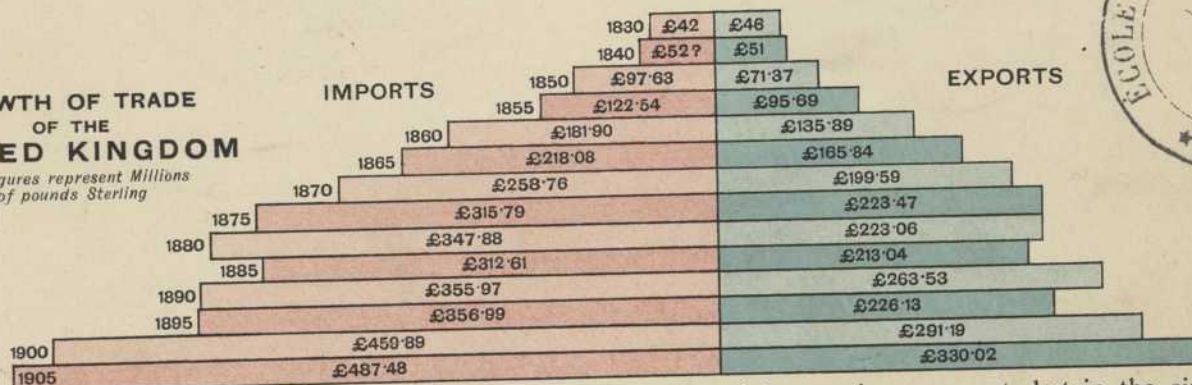 WTH OF TRADE
OF THE
ED KINGDOM
gures represent Millions
of pounds Sterling
IMPORTS
EXPORTS
ECOLE
1830 £42 £46
1840 £52? £51
1850 £97·63 £71·37
1855 £122·54 £95·69
1860 £181·90 £135·89
1865 £218·08 £165·84
1870 £258·76 £199·59
1875 £315·79 £223·47
1880 £347·88 £223·06
1885 £312·61 £213·04
1890 £355·97 £263·53
1895 £356·99 £226·13
1900 £459·89 £291·19
1905 £487·48 £330·02